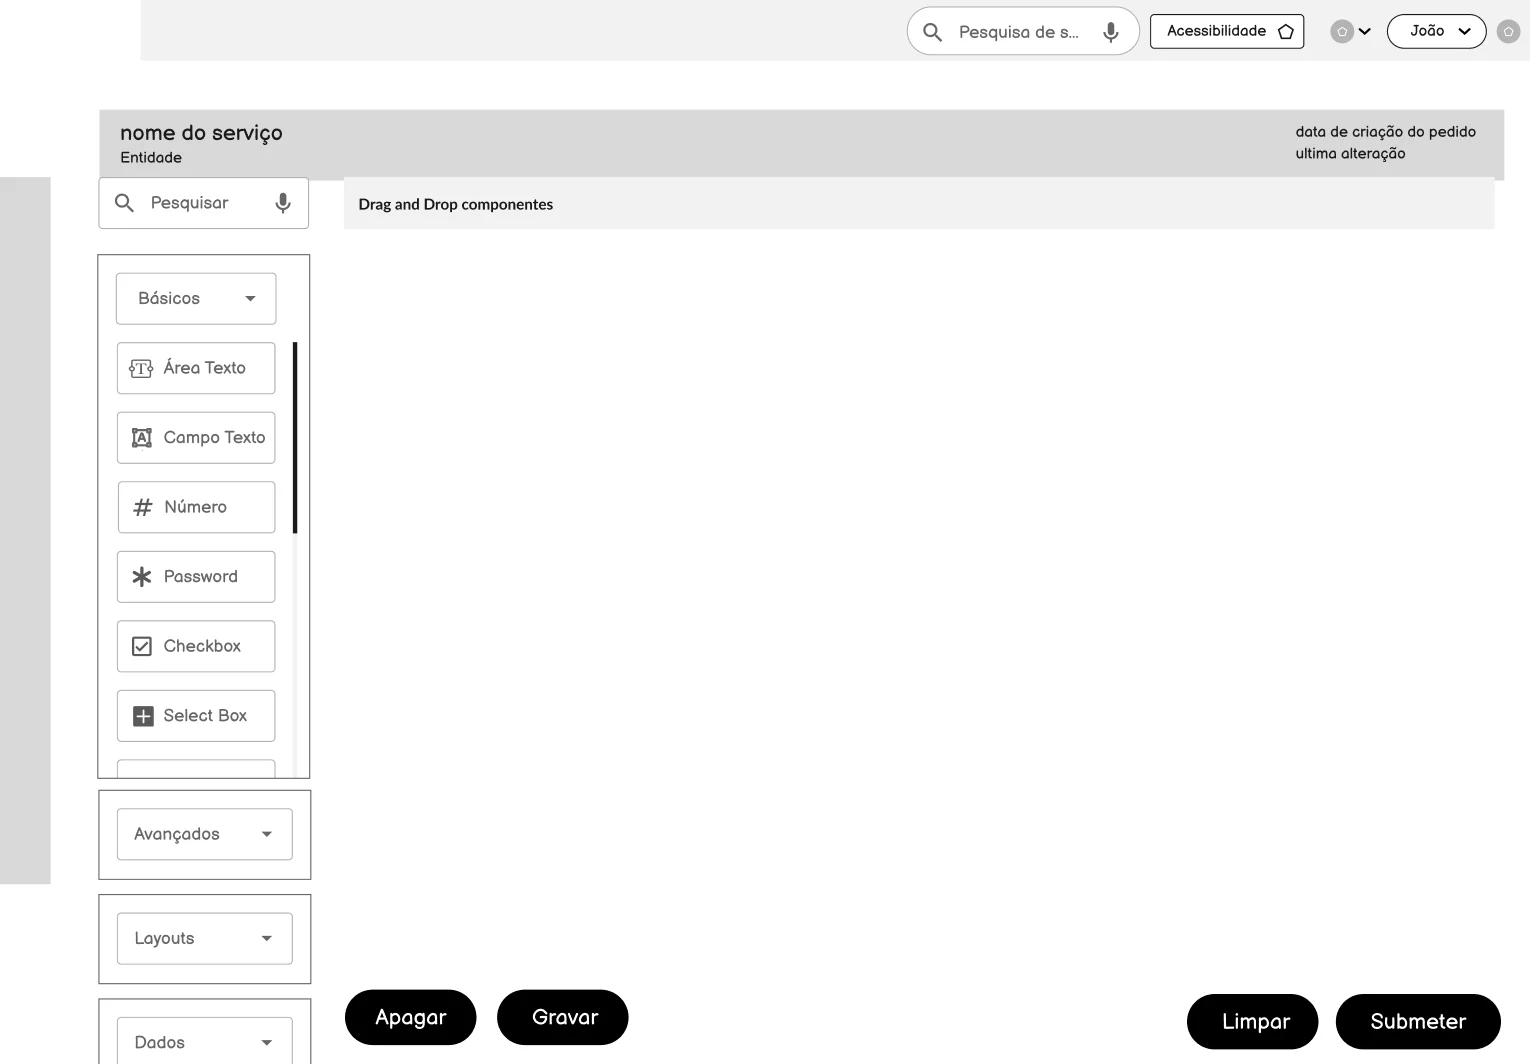 Pesquisa de s...
Acessibilidade
João
nome do serviço
Entidade
data de criação do pedido
ultima alteração
Pesquisar
Drag and Drop componentes
Básicos
Área Texto
Campo Texto
# Número
Password
Checkbox
Select Box
Avançados
Layouts
Dados
Apagar
Gravar
Limpar
Submeter